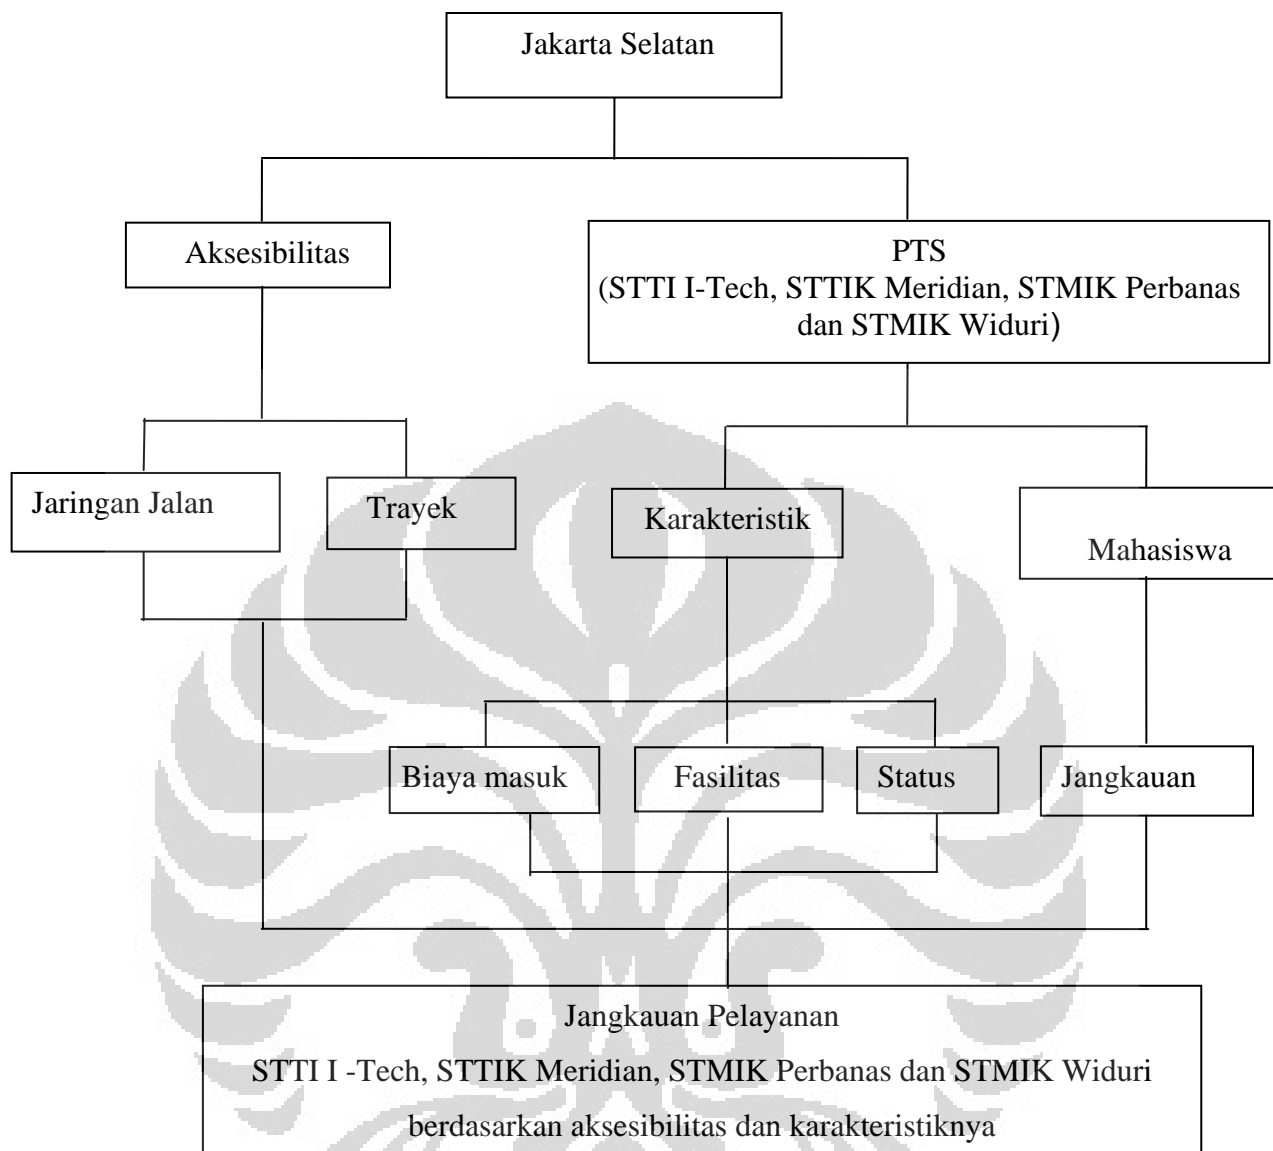 Jakarta Selatan
Aksesibilitas
PTS
(STTI I-Tech, STTIK Meridian, STMIK Perbanas
dan STMIK Widuri)
Jaringan Jalan
Trayek
Karakteristik
Mahasiswa
Biaya masuk
Fasilitas
Status
Jangkauan
Jangkauan Pelayanan
STTI I -Tech, STTIK Meridian, STMIK Perbanas dan STMIK Widuri
berdasarkan aksesibilitas dan karakteristiknya